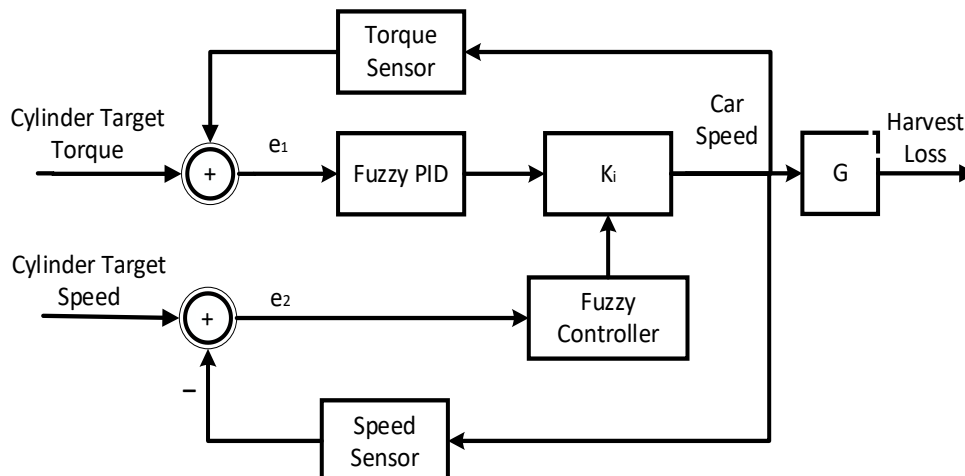 Torque
Sensor
Cylinder Target
Torque
+
e₁
Fuzzy PID
Kᵢ
Car
Speed
G
Harvest
Loss
Cylinder Target
Speed
+
e₂
Fuzzy
Controller
−
Speed
Sensor